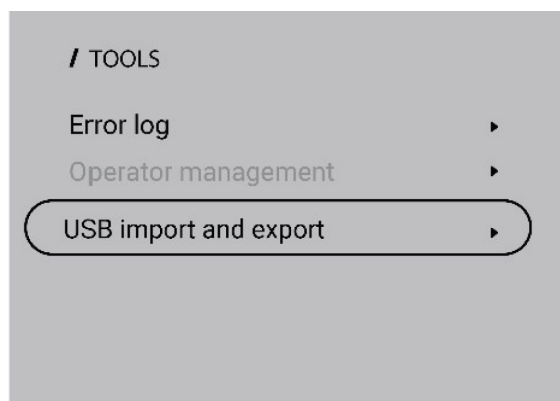 / TOOLS
Error log
Operator management
USB import and export